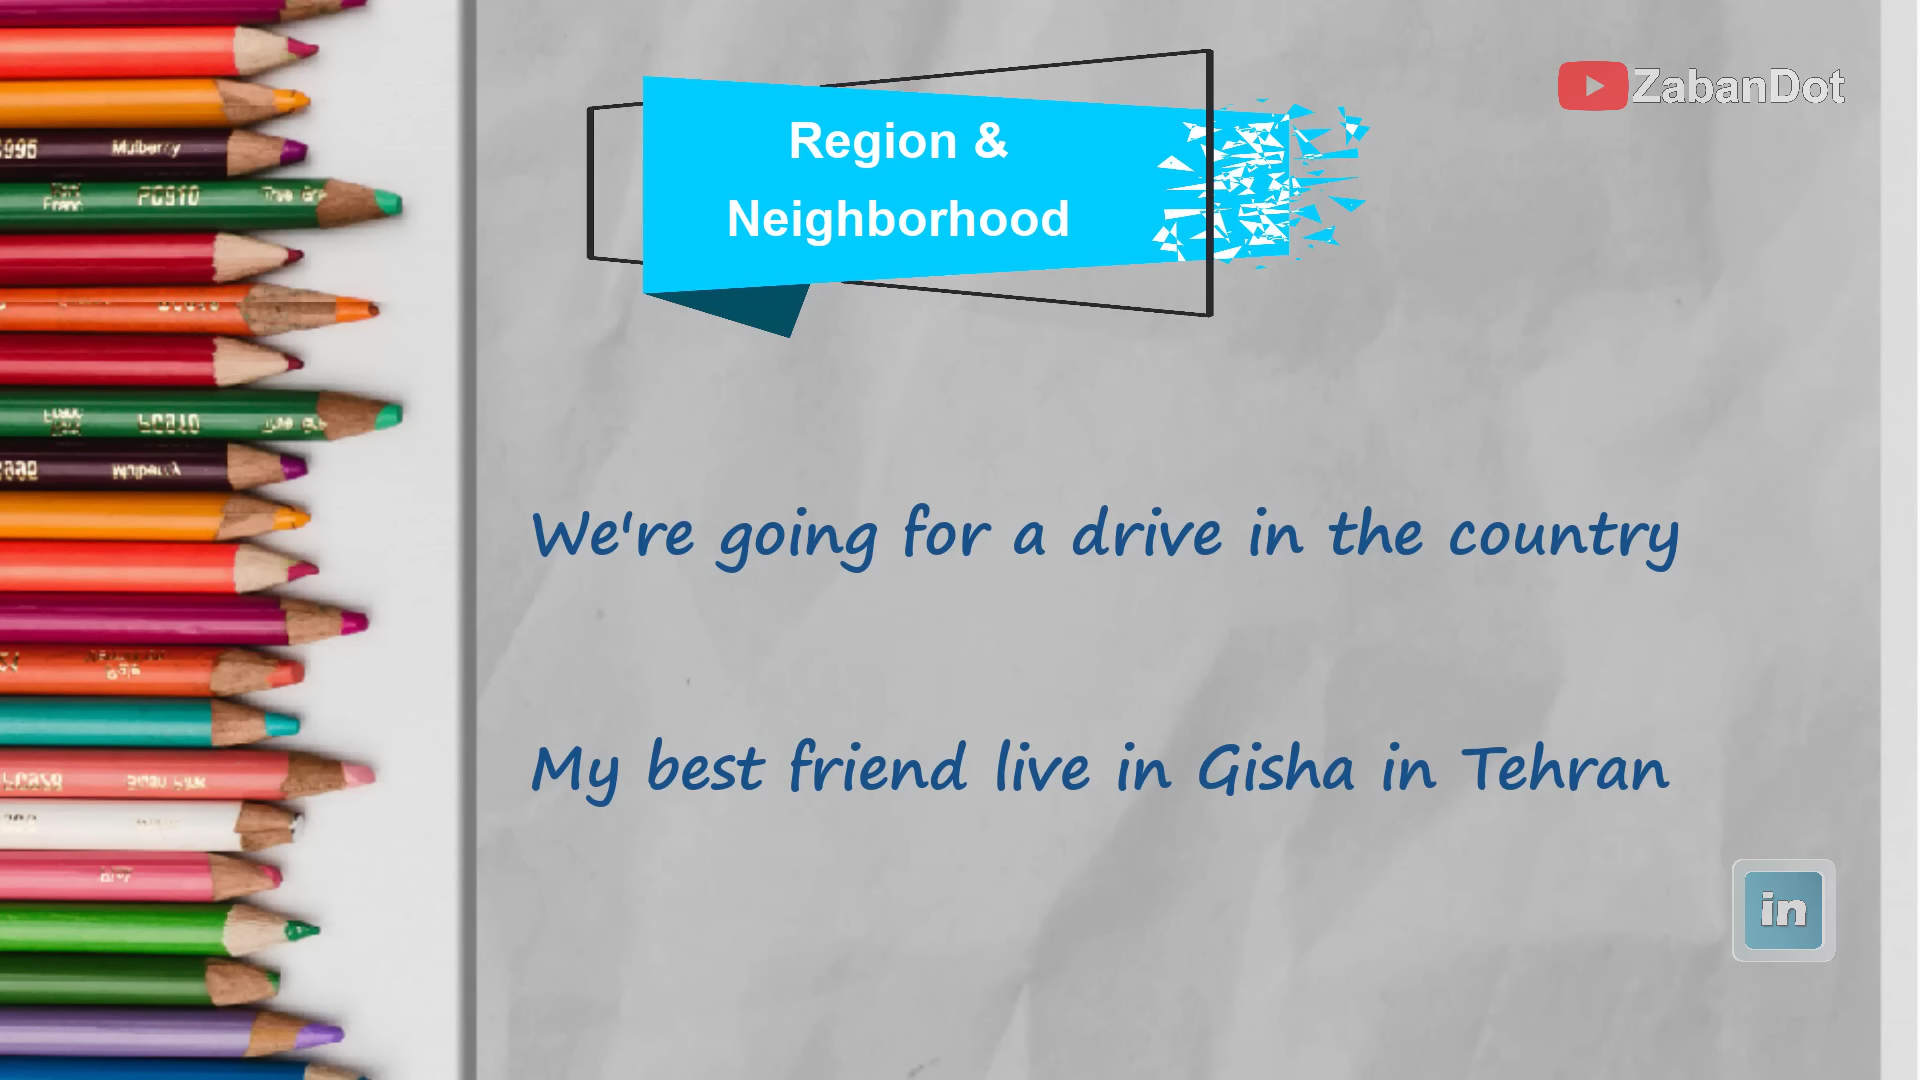 Region &
Neighborhood
ZabanDot
We're going for a drive in the country
My best friend live in Gisha in Tehran
in
Mulberry